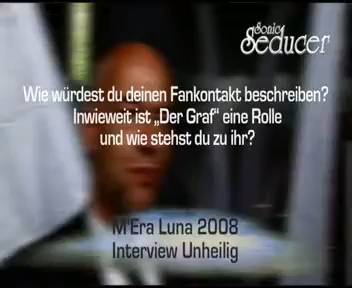 Sonic
Seducer
Wie würdest du deinen Fankontakt beschreiben?
Inwieweit ist „Der Graf“ eine Rolle
und wie stehst du zu ihr?
M'Era Luna 2008
Interview Unheilig